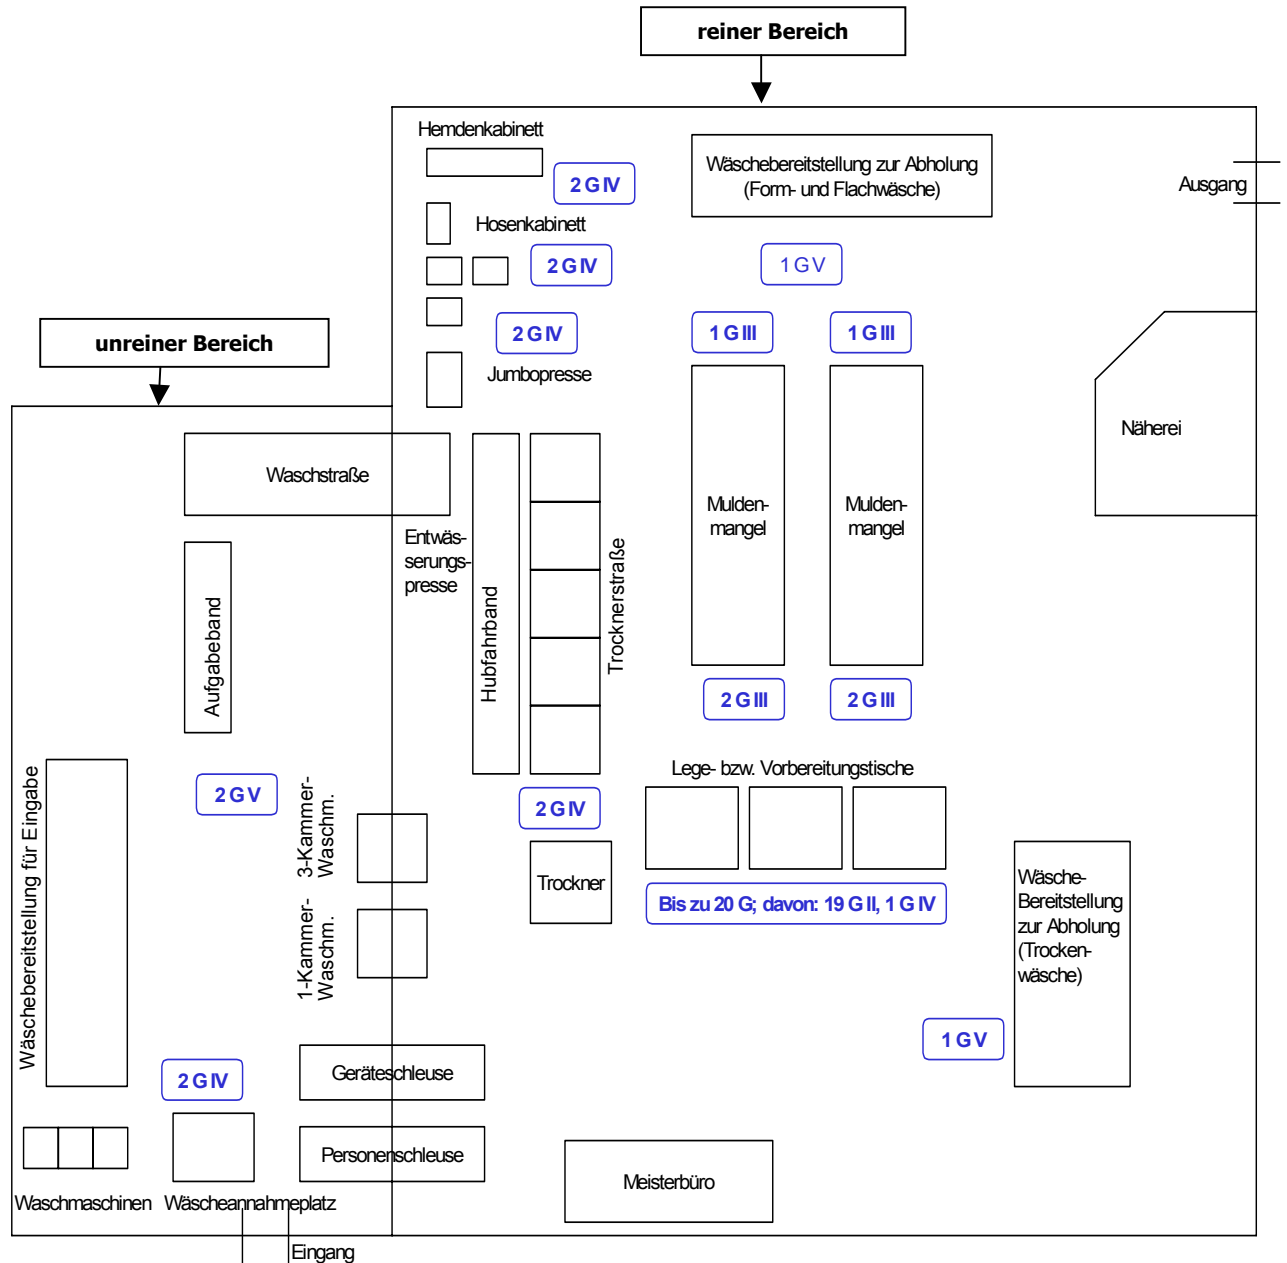 reiner Bereich
Hemdenkabinett
2 G IV
Wäschebereitstellung zur Abholung
(Form- und Flachwäsche)
Ausgang
Hosenkabinett
2 G IV
1 G V
2 G IV
1 G III
1 G III
Jumbopresse
unreiner Bereich
Näherei
Waschstraße
Entwäs-
serungs-
presse
Hubfahrband
Trocknerstraße
Mulden-
mangel
Mulden-
mangel
Aufgabeband
2 G III
2 G III
Wäschebereitstellung für Eingabe
2 G V
3-Kammer-
Waschm.
2 G IV
Lege- bzw. Vorbereitungstische
Trockner
Bis zu 20 G; davon: 19 G II, 1 G IV
Wäsche-
Bereitstellung
zur Abholung
(Trocken-
wäsche)
1-Kammer-
Waschm.
1 G V
2 G IV
Geräteschleuse
Personenschleuse
Meisterbüro
Waschmaschinen
Wäscheannahmeplatz
Eingang